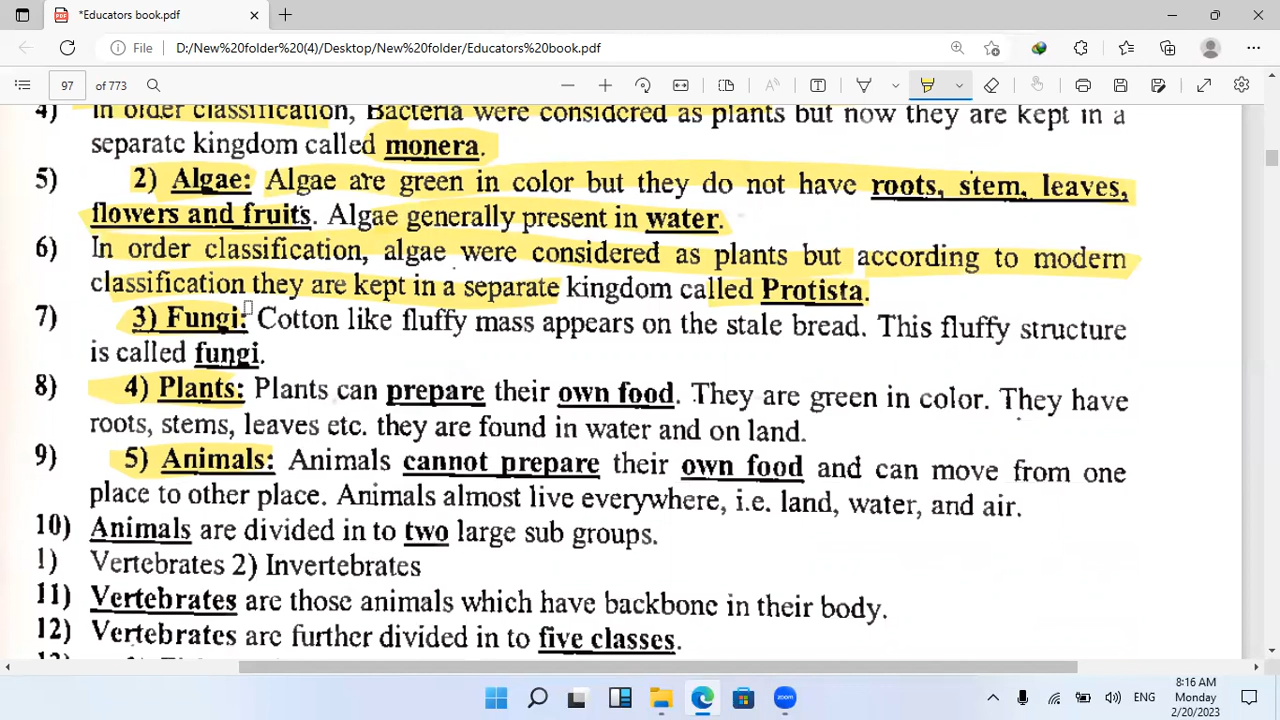 *Educators book.pdf
File
D:/New%20folder%20(4)/Desktop/New%20folder/Educators%20book.pdf
97 of 773
4) In order classification, Bacteria were considered as plants but now they are kept in a
separate kingdom called monera.
5) 2) Algae: Algae are green in color but they do not have roots, stem, leaves,
flowers and fruits. Algae generally present in water.
6) In order classification, algae were considered as plants but according to modern
classification they are kept in a separate kingdom called Protista.
7) 3) Fungi: Cotton like fluffy mass appears on the stale bread. This fluffy structure
is called fungi.
8) 4) Plants: Plants can prepare their own food. They are green in color. They have
roots, stems, leaves etc. they are found in water and on land.
9) 5) Animals: Animals cannot prepare their own food and can move from one
place to other place. Animals almost live everywhere, i.e. land, water, and air.
10) Animals are divided in to two large sub groups.
1) Vertebrates 2) Invertebrates
11) Vertebrates are those animals which have backbone in their body.
12) Vertebrates are further divided in to five classes.
zoom
ENG
8:16 AM
Monday
2/20/2023